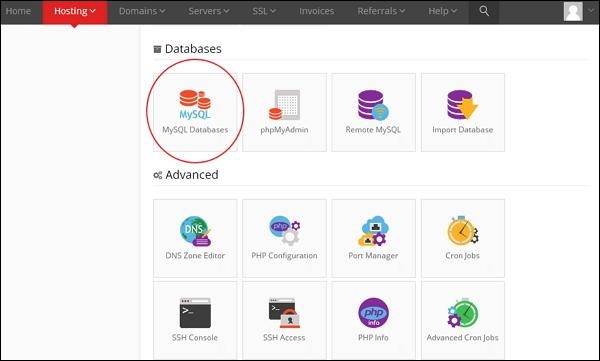 Home Hosting Domains Servers SSL Invoices Referrals Help
Databases
MySQL
MySQL Databases phpMyAdmin Remote MySQL Import Database
Advanced
DNS php
DNS Zone Editor PHP Configuration Port Manager Cron Jobs
>_ >_ php
info
SSH Console SSH Access PHP Info Advanced Cron Jobs